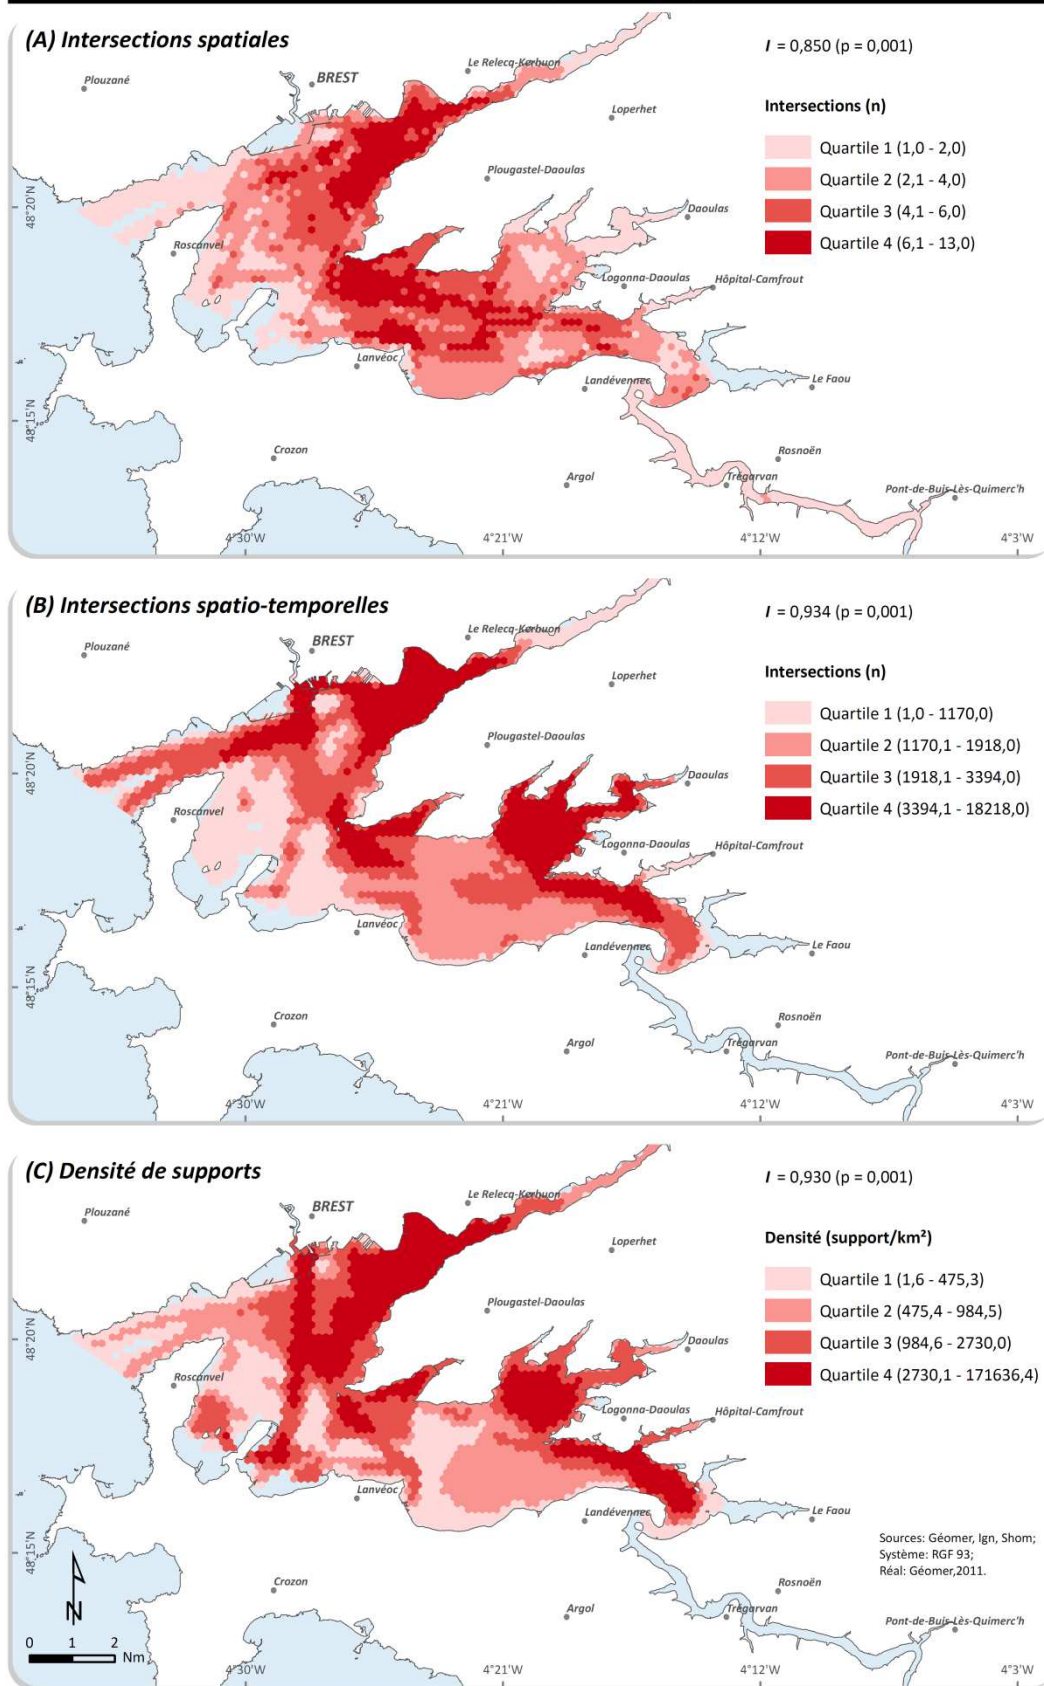 (A) Intersections spatiales
I = 0,850 (p = 0,001)
Intersections (n)
Quartile 1 (1,0 - 2,0)
Quartile 2 (2,1 - 4,0)
Quartile 3 (4,1 - 6,0)
Quartile 4 (6,1 - 13,0)
Plouzané
BREST
Le Relecq-Kerhuon
Loperhet
Plougastel-Daoulas
Daoulas
Roscanvel
Logonna-Daoulas
Hôpital-Camfrout
Lanvéoc
Landévennec
Le Faou
Crozon
Argol
Rosnoën
Trégarvan
Pont-de-Buis-Lès-Quimerc'h
48°20'N
48°15'N
4°30'W
4°21'W
4°12'W
4°3'W
(B) Intersections spatio-temporelles
I = 0,934 (p = 0,001)
Intersections (n)
Quartile 1 (1,0 - 1170,0)
Quartile 2 (1170,1 - 1918,0)
Quartile 3 (1918,1 - 3394,0)
Quartile 4 (3394,1 - 18218,0)
Plouzané
BREST
Le Relecq-Kerhuon
Loperhet
Plougastel-Daoulas
Daoulas
Roscanvel
Logonna-Daoulas
Hôpital-Camfrout
Lanvéoc
Landévennec
Le Faou
Crozon
Argol
Rosnoën
Trégarvan
Pont-de-Buis-Lès-Quimerc'h
48°20'N
48°15'N
4°30'W
4°21'W
4°12'W
4°3'W
(C) Densité de supports
I = 0,930 (p = 0,001)
Densité (support/km²)
Quartile 1 (1,6 - 475,3)
Quartile 2 (475,4 - 984,5)
Quartile 3 (984,6 - 2730,0)
Quartile 4 (2730,1 - 171636,4)
Plouzané
BREST
Le Relecq-Kerhuon
Loperhet
Plougastel-Daoulas
Daoulas
Roscanvel
Logonna-Daoulas
Hôpital-Camfrout
Lanvéoc
Landévennec
Le Faou
Crozon
Argol
Rosnoën
Trégarvan
Pont-de-Buis-Lès-Quimerc'h
48°20'N
48°15'N
Sources: Géomer, Ign, Shom;
Système: RGF 93;
Réal: Géomer,2011.
N
0 1 2
Nm
4°30'W
4°21'W
4°12'W
4°3'W